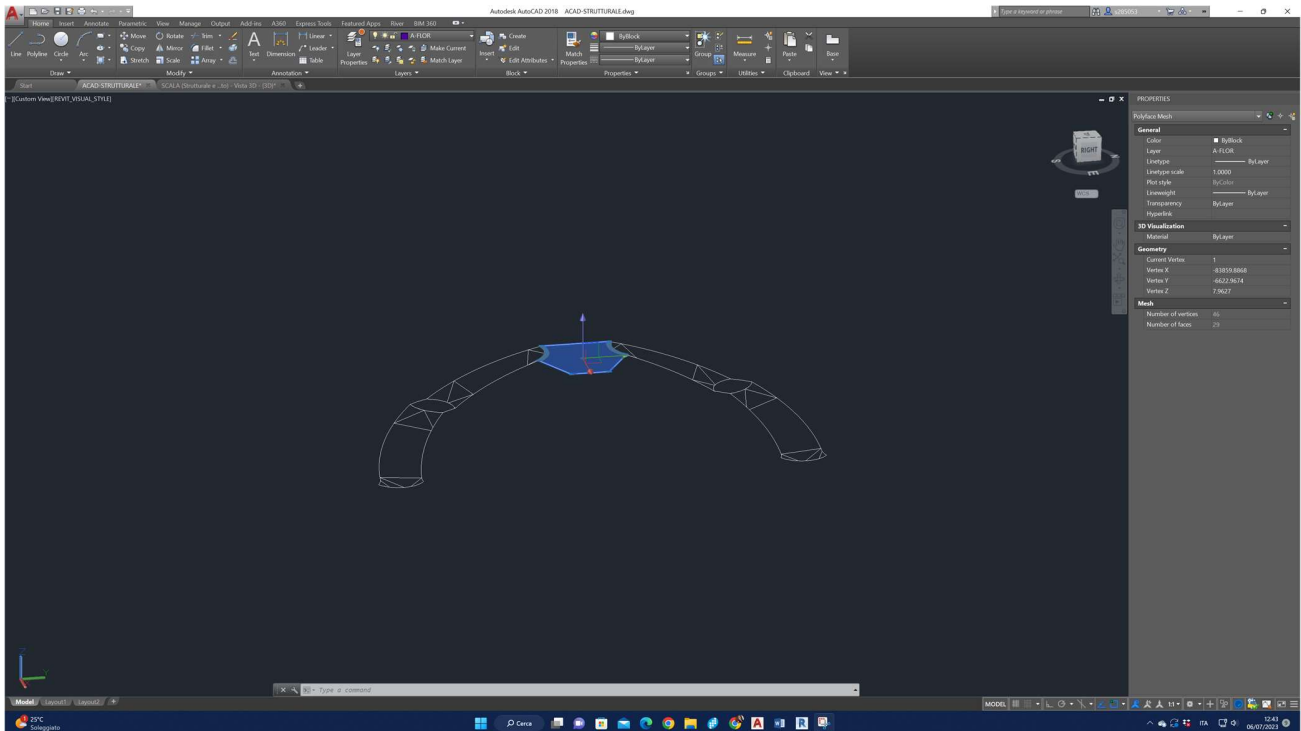 Autodesk AutoCAD 2018 ACAD-STRUTTURALE.dwg
Type a keyword or phrase
Home Insert Annotate Parametric View Manage Output Add-ins A360 Express Tools Featured Apps River BIM 360
Line Polyline Circle Arc
Move Rotate Trim
Copy Mirror Fillet
Stretch Scale Array
Text Dimension
Linear
Leader
Table
Layer Properties
A-FLOR
Make Current
Match Layer
Insert
Create
Edit
Edit Attributes
Match Properties
ByBlock
ByLayer
ByLayer
Group
Measure
Paste
Base
Draw Modify Annotation Layers Block Properties Groups Utilities Clipboard View
Start ACAD-STRUTTURALE* SCALA (Strutturale e ...llo) - Vista 3D - {3D}*
[−][Custom View][REVIT_VISUAL_STYLE]
RIGHT
S
E
WCS
PROPERTIES
Polyface Mesh
General
Color ByBlock
Layer A-FLOR
Linetype ByLayer
Linetype scale 1.0000
Plot style ByColor
Lineweight ByLayer
Transparency ByLayer
Hyperlink
3D Visualization
Material ByLayer
Geometry
Current Vertex 1
Vertex X -83859.8868
Vertex Y -6622.9674
Vertex Z 7.9627
Mesh
Number of vertices 46
Number of faces 28
Z
Y
Type a command
Model Layout1 Layout2
MODEL 1:1
25°C
Soleggiato
Cerca
ITA
12:43
06/07/2023